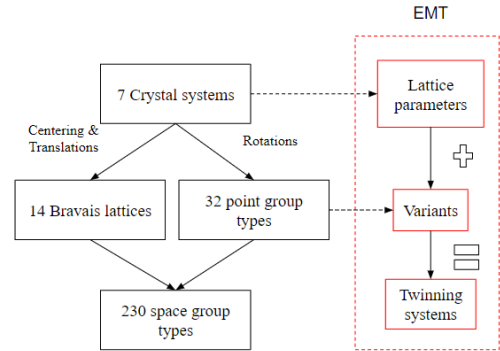 EMT
7 Crystal systems
Lattice
parameters
Centering &
Translations
Rotations
14 Bravais lattices
32 point group
types
Variants
230 space group
types
Twinning
systems